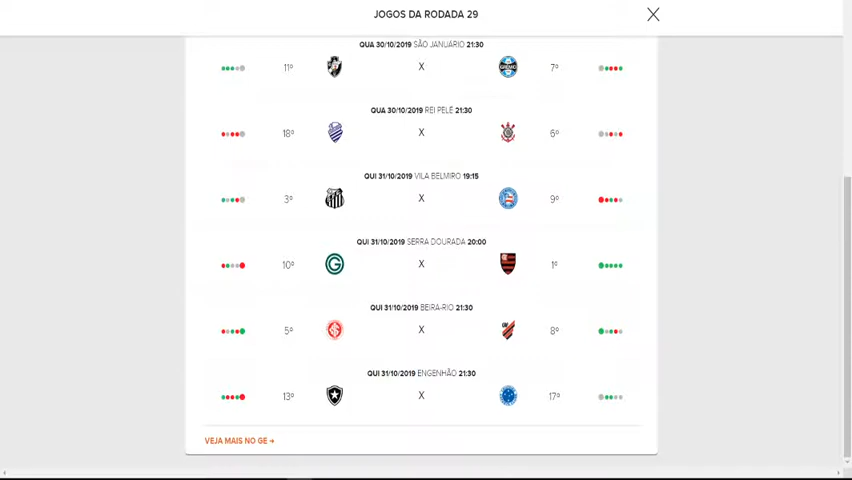 JOGOS DA RODADA 29
QUA 30/10/2019 SÃO JANUÁRIO 21:30
11º X GRÊMIO 7º
QUA 30/10/2019 REI PELÉ 21:30
18º X 6º
QUI 31/10/2019 VILA BELMIRO 19:15
3º X 9º
QUI 31/10/2019 SERRA DOURADA 20:00
10º G X 1º
QUI 31/10/2019 BEIRA-RIO 21:30
5º X 8º
QUI 31/10/2019 ENGENHÃO 21:30
13º X 17º
VEJA MAIS NO GE